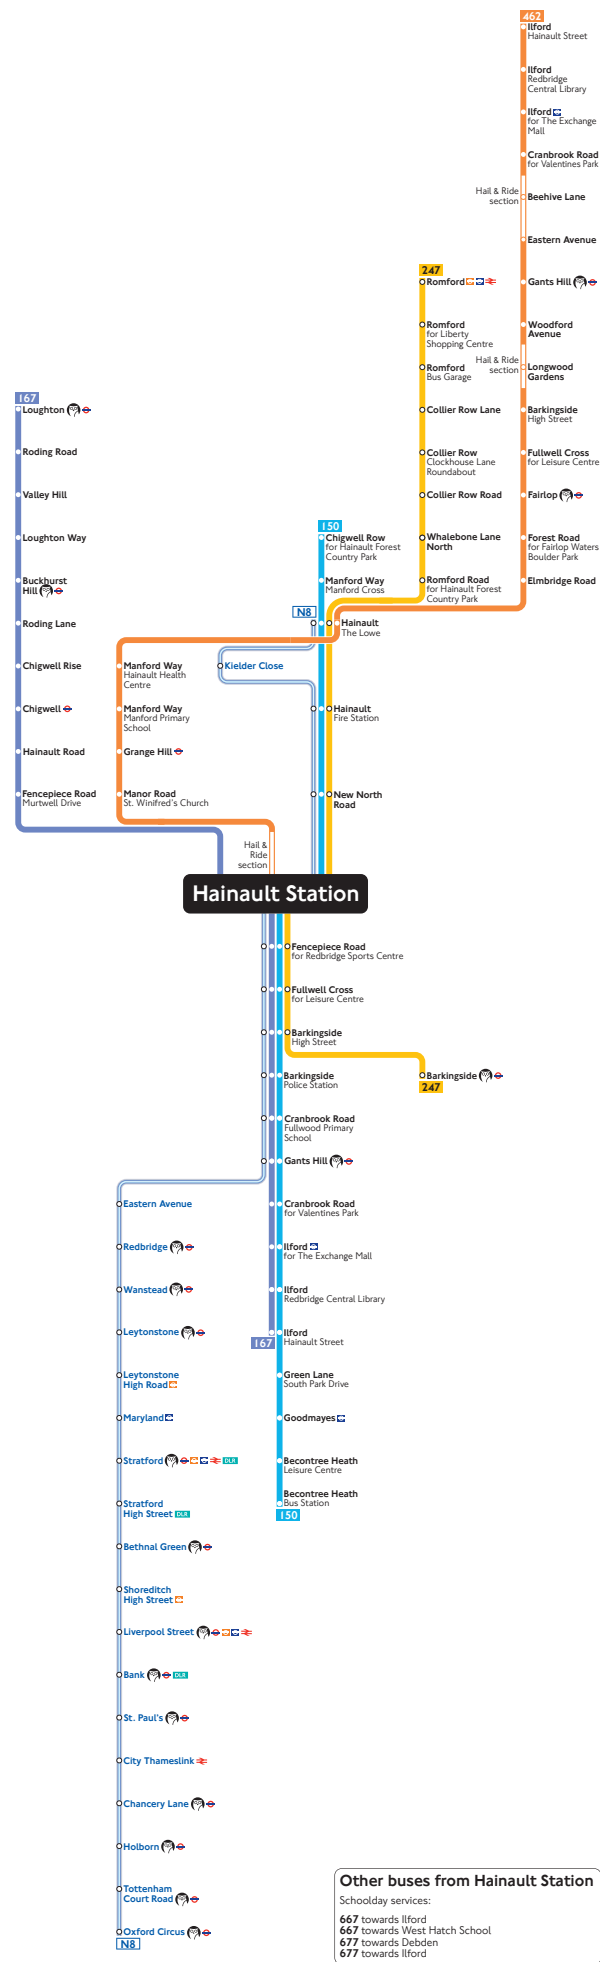 462
Ilford
Hainault Street
Ilford
Redbridge
Central Library
Ilford
for The Exchange
Mall
Cranbrook Road
for Valentines Park
Hail & Ride
section
Beehive Lane
Eastern Avenue
Gants Hill
Woodford
Avenue
Hail & Ride
section
Longwood
Gardens
Barkingside
High Street
Fullwell Cross
for Leisure Centre
Fairlop
Forest Road
for Fairlop Waters
Boulder Park
Elmbridge Road
247
Romford
Romford
for Liberty
Shopping Centre
Romford
Bus Garage
Collier Row Lane
Collier Row
Clockhouse Lane
Roundabout
Collier Row Road
Whalebone Lane
North
Romford Road
for Hainault Forest
Country Park
167
Loughton
Roding Road
Valley Hill
Loughton Way
Buckhurst
Hill
Roding Lane
Chigwell Rise
Chigwell
Hainault Road
Fencepiece Road
Murtwell Drive
150
Chigwell Row
for Hainault Forest
Country Park
Manford Way
Manford Cross
N8
Hainault
The Lowe
Kielder Close
Manford Way
Hainault Health
Centre
Manford Way
Manford Primary
School
Grange Hill
Manor Road
St. Winifred's Church
Hainault
Fire Station
New North
Road
Hail &
Ride
section
Hainault Station
Fencepiece Road
for Redbridge Sports Centre
Fullwell Cross
for Leisure Centre
Barkingside
High Street
Barkingside
247
Barkingside
Police Station
Cranbrook Road
Fullwood Primary
School
Gants Hill
Cranbrook Road
for Valentines Park
Ilford
for The Exchange Mall
Ilford
Redbridge Central Library
Ilford
Hainault Street
167
Green Lane
South Park Drive
Goodmayes
Becontree Heath
Leisure Centre
Becontree Heath
Bus Station
150
Eastern Avenue
Redbridge
Wanstead
Leytonstone
Leytonstone
High Road
Maryland
Stratford
DLR
Stratford
High Street DLR
Bethnal Green
Shoreditch
High Street
Liverpool Street
Bank
DLR
St. Paul's
City Thameslink
Chancery Lane
Holborn
Tottenham
Court Road
Oxford Circus
N8
Other buses from Hainault Station
Schoolday services:
667 towards Ilford
667 towards West Hatch School
677 towards Debden
677 towards Ilford